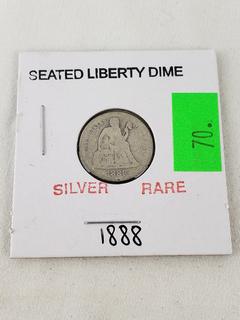 SEATED LIBERTY DIME
70.
SILVER RARE
1888